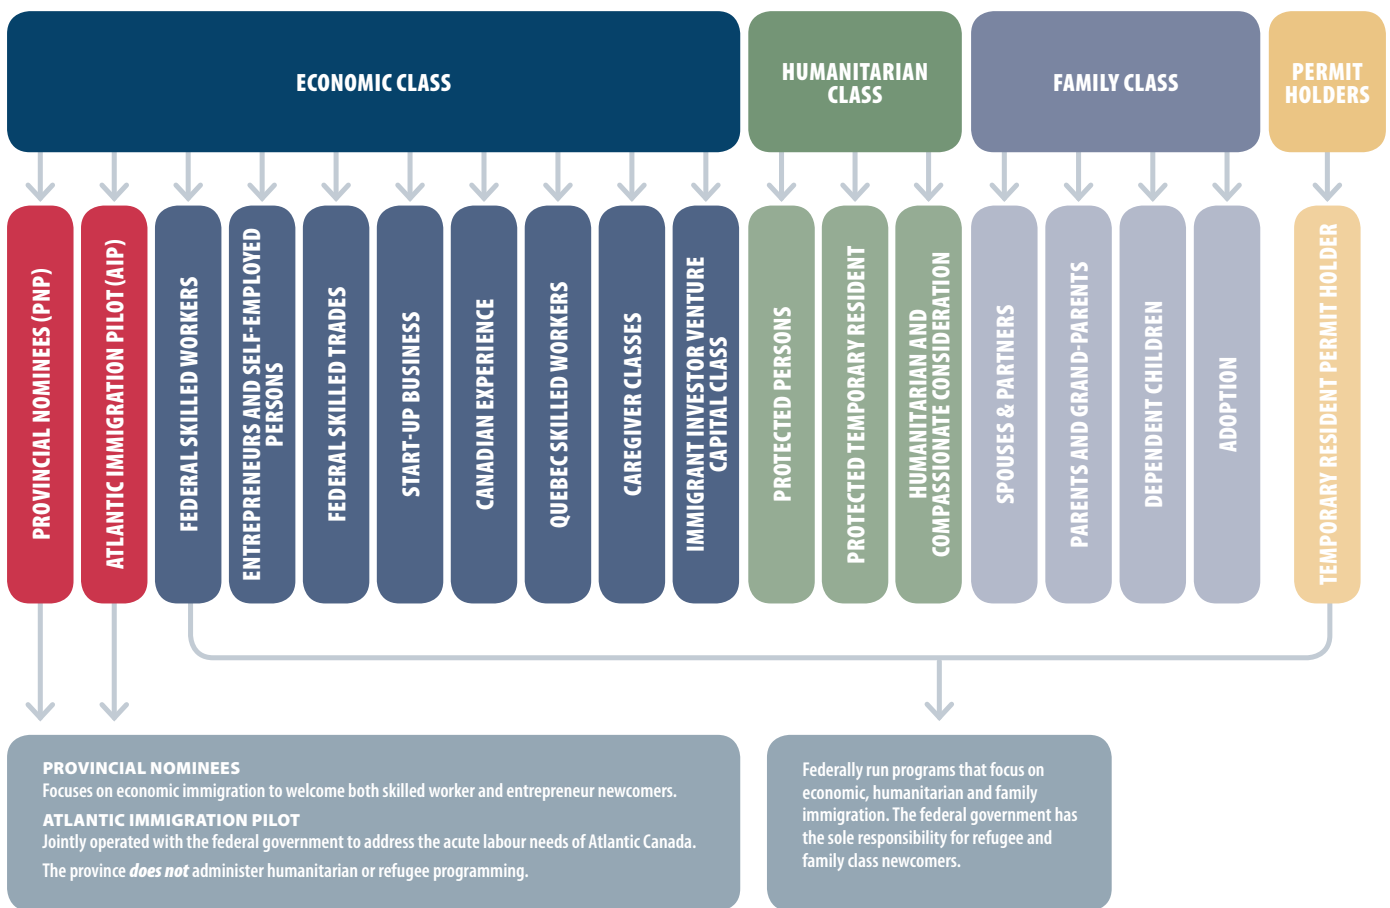 ECONOMIC CLASS
HUMANITARIAN
CLASS
FAMILY CLASS
PERMIT
HOLDERS
PROVINCIAL NOMINEES (PNP)
ATLANTIC IMMIGRATION PILOT (AIP)
FEDERAL SKILLED WORKERS
ENTREPRENEURS AND SELF-EMPLOYED
PERSONS
FEDERAL SKILLED TRADES
START-UP BUSINESS
CANADIAN EXPERIENCE
QUEBEC SKILLED WORKERS
CAREGIVER CLASSES
IMMIGRANT INVESTOR VENTURE
CAPITAL CLASS
PROTECTED PERSONS
PROTECTED TEMPORARY RESIDENT
HUMANITARIAN AND
COMPASSIONATE CONSIDERATION
SPOUSES & PARTNERS
PARENTS AND GRAND-PARENTS
DEPENDENT CHILDREN
ADOPTION
TEMPORARY RESIDENT PERMIT HOLDER
PROVINCIAL NOMINEES
Focuses on economic immigration to welcome both skilled worker and entrepreneur newcomers.
ATLANTIC IMMIGRATION PILOT
Jointly operated with the federal government to address the acute labour needs of Atlantic Canada.
The province does not administer humanitarian or refugee programming.
Federally run programs that focus on
economic, humanitarian and family
immigration. The federal government has
the sole responsibility for refugee and
family class newcomers.